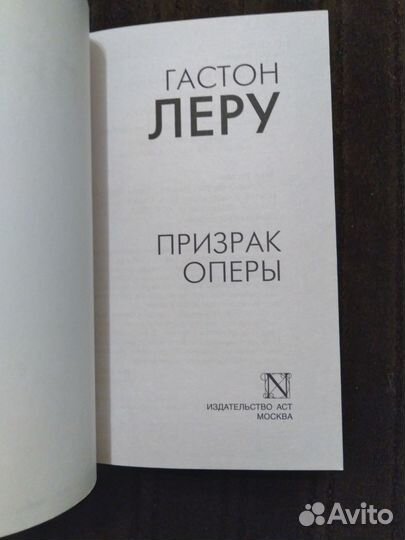 ГАСТОН
ЛЕРУ
ПРИЗРАК
ОПЕРЫ
N
ИЗДАТЕЛЬСТВО АСТ
МОСКВА
Avito